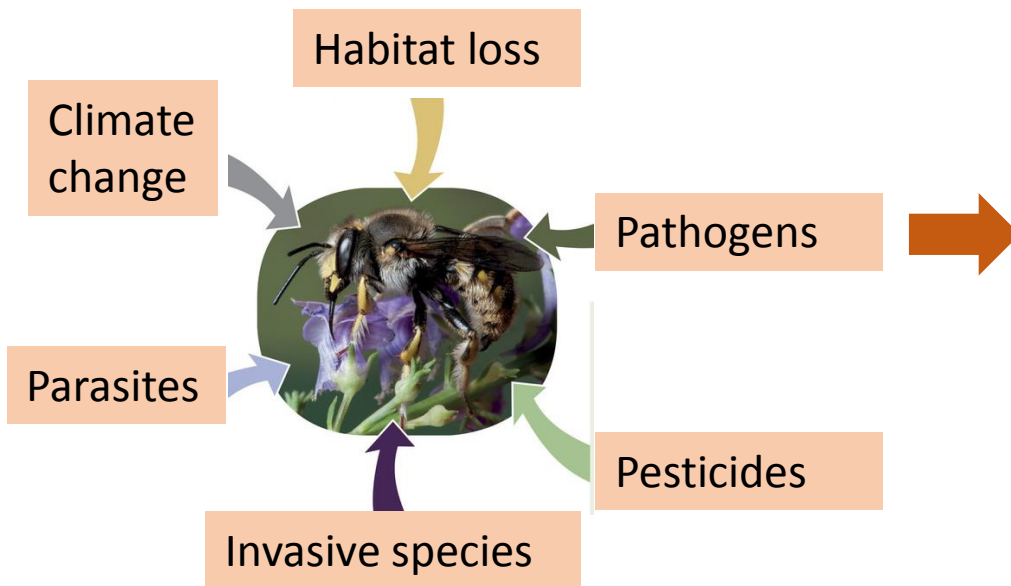 Habitat loss
Climate
change
Pathogens
Parasites
Pesticides
Invasive species